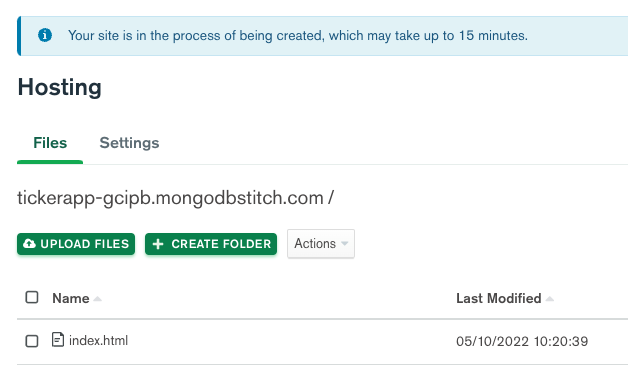 Your site is in the process of being created, which may take up to 15 minutes.
Hosting
Files Settings
tickerapp-gcipb.mongodbstitch.com /
UPLOAD FILES CREATE FOLDER Actions
Name Last Modified
index.html 05/10/2022 10:20:39